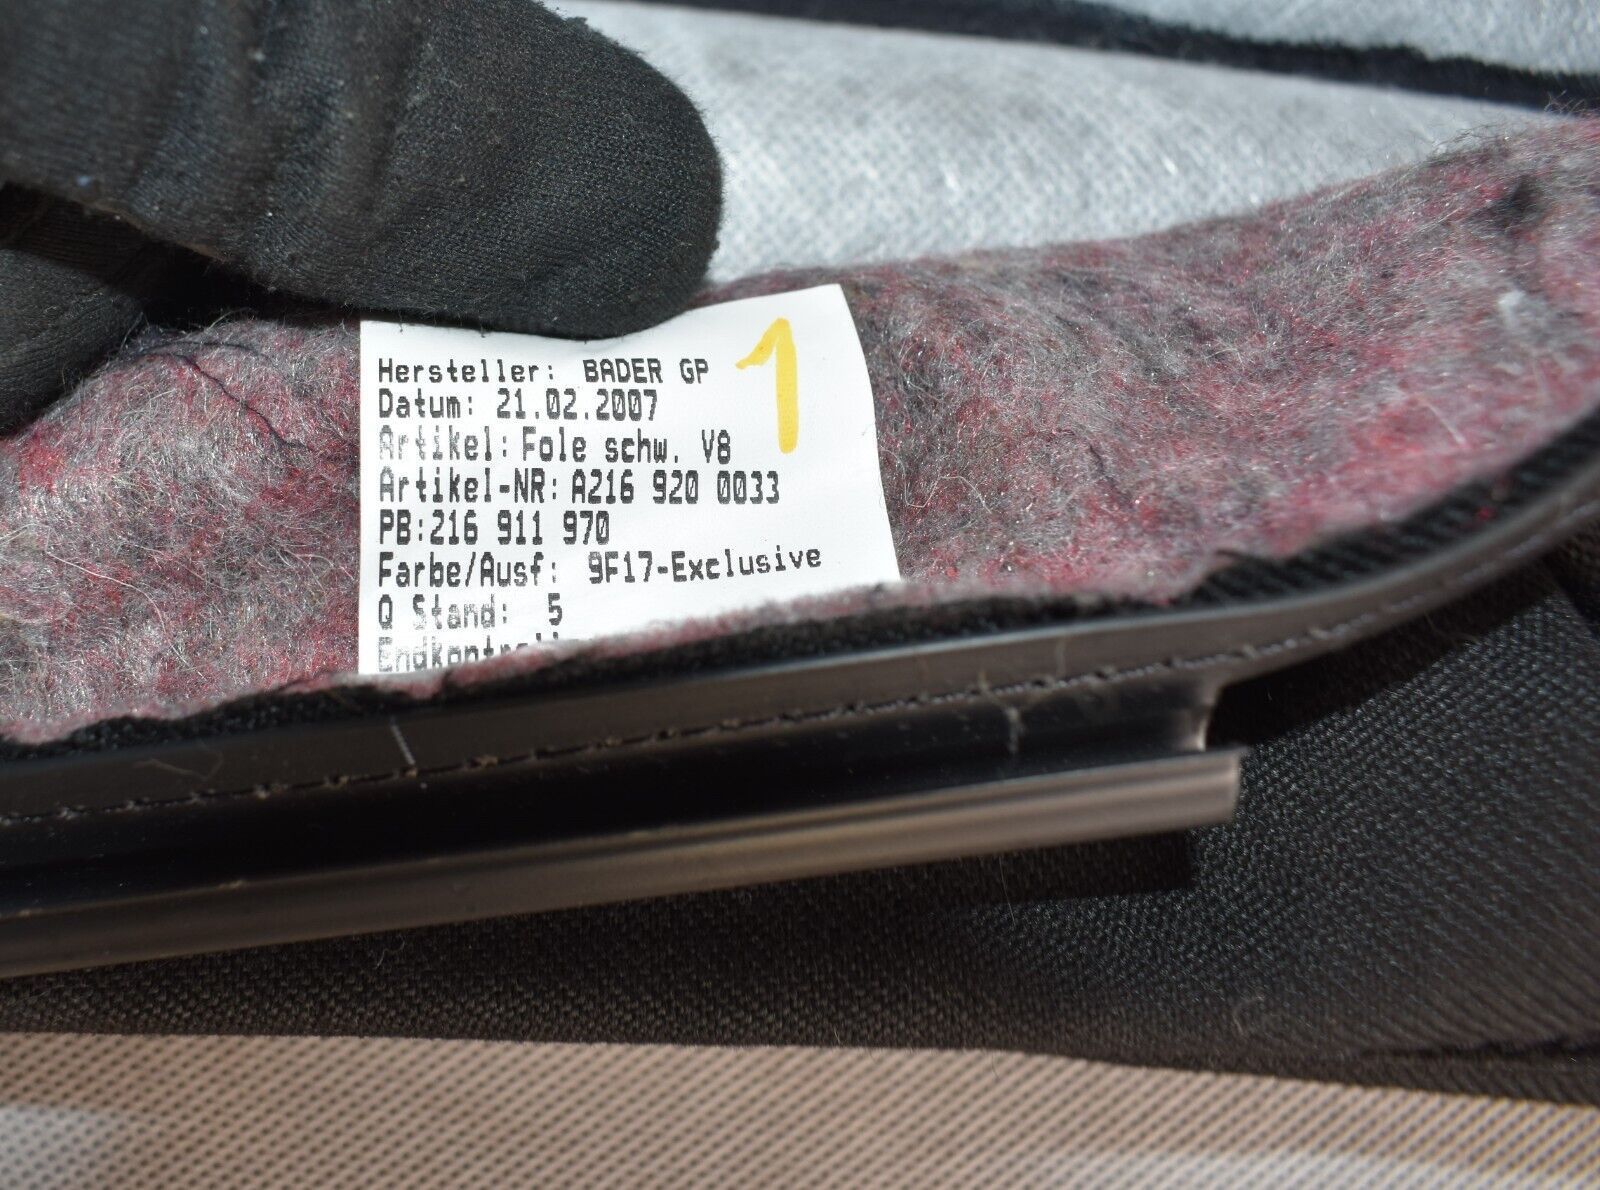 Hersteller: BADER GP
1
Datum: 21.02.2007
Artikel: Fole schw. V8
Artikel-NR: A216 920 0033
PB:216 911 970
Farbe/Ausf: 9F17-Exclusive
Q Stand: 5